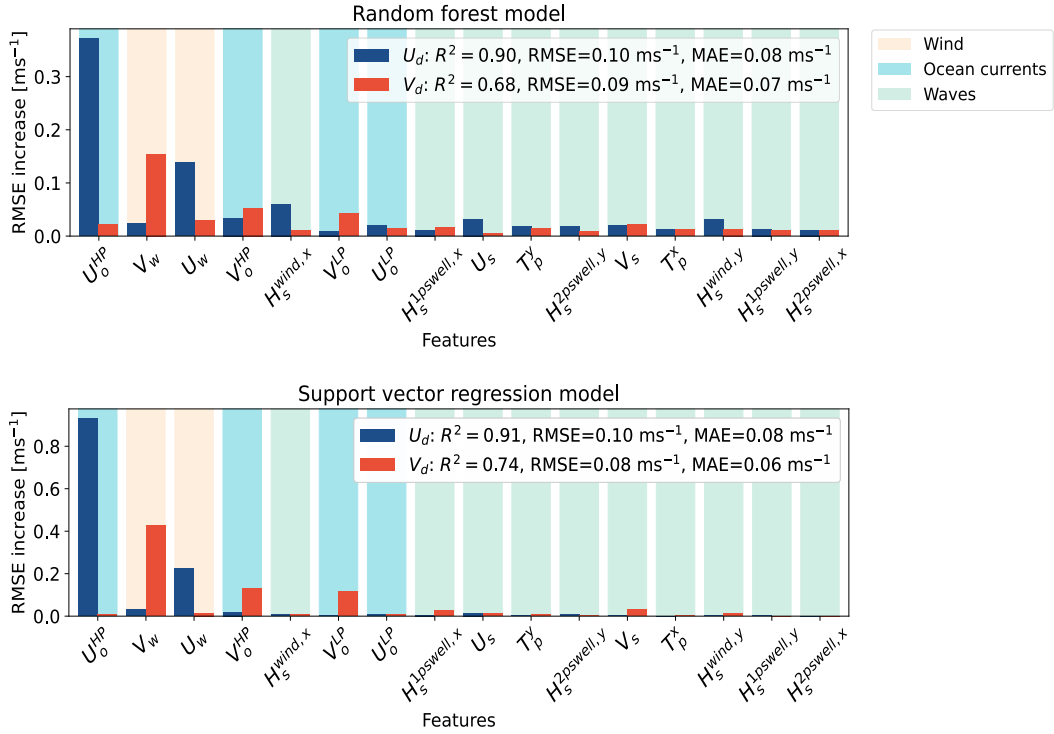 Random forest model
RMSE increase [ms⁻¹]
0.3
0.2
0.1
0.0
U_d: R² = 0.90, RMSE=0.10 ms⁻¹, MAE=0.08 ms⁻¹
V_d: R² = 0.68, RMSE=0.09 ms⁻¹, MAE=0.07 ms⁻¹
Wind
Ocean currents
Waves
U_o^{HP} V_w U_w V_o^{HP} H_s^{wind, x} V_o^{LP} U_o^{LP} H_s^{1pswell, x} U_s T_p^y H_s^{2pswell, y} V_s T_p^x H_s^{wind, y} H_s^{1pswell, y} H_s^{2pswell, x}
Features
Support vector regression model
RMSE increase [ms⁻¹]
0.8
0.6
0.4
0.2
0.0
U_d: R² = 0.91, RMSE=0.10 ms⁻¹, MAE=0.08 ms⁻¹
V_d: R² = 0.74, RMSE=0.08 ms⁻¹, MAE=0.06 ms⁻¹
U_o^{HP} V_w U_w V_o^{HP} H_s^{wind, x} V_o^{LP} U_o^{LP} H_s^{1pswell, x} U_s T_p^y H_s^{2pswell, y} V_s T_p^x H_s^{wind, y} H_s^{1pswell, y} H_s^{2pswell, x}
Features